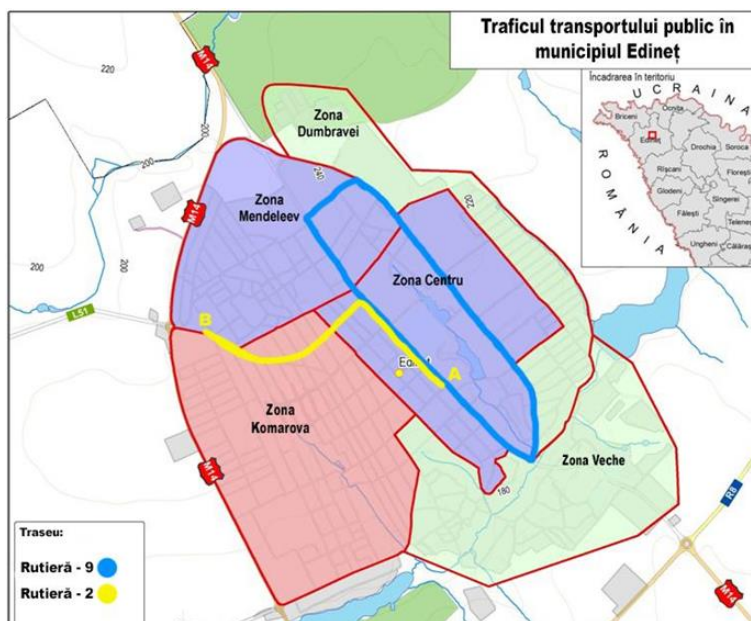 Traficul transportului public în
municipiul Edineț
Încadrarea în teritoriu
UCRAINA
Briceni
Ocnița
Edineț
Drochia
Soroca
Rîșcani
Florești
Glodeni
Sîngerei
Fălești
Telenești
Ungheni
Călărași
ROMÂNIA
M14
220
200
200
200
200
240
220
180
Zona
Dumbravei
Zona
Mendeleev
M14
Zona Centru
L51
B
A
Zona
Komarova
Zona Veche
M14
R8
M14
Traseu:
Rutieră - 9
Rutieră - 2